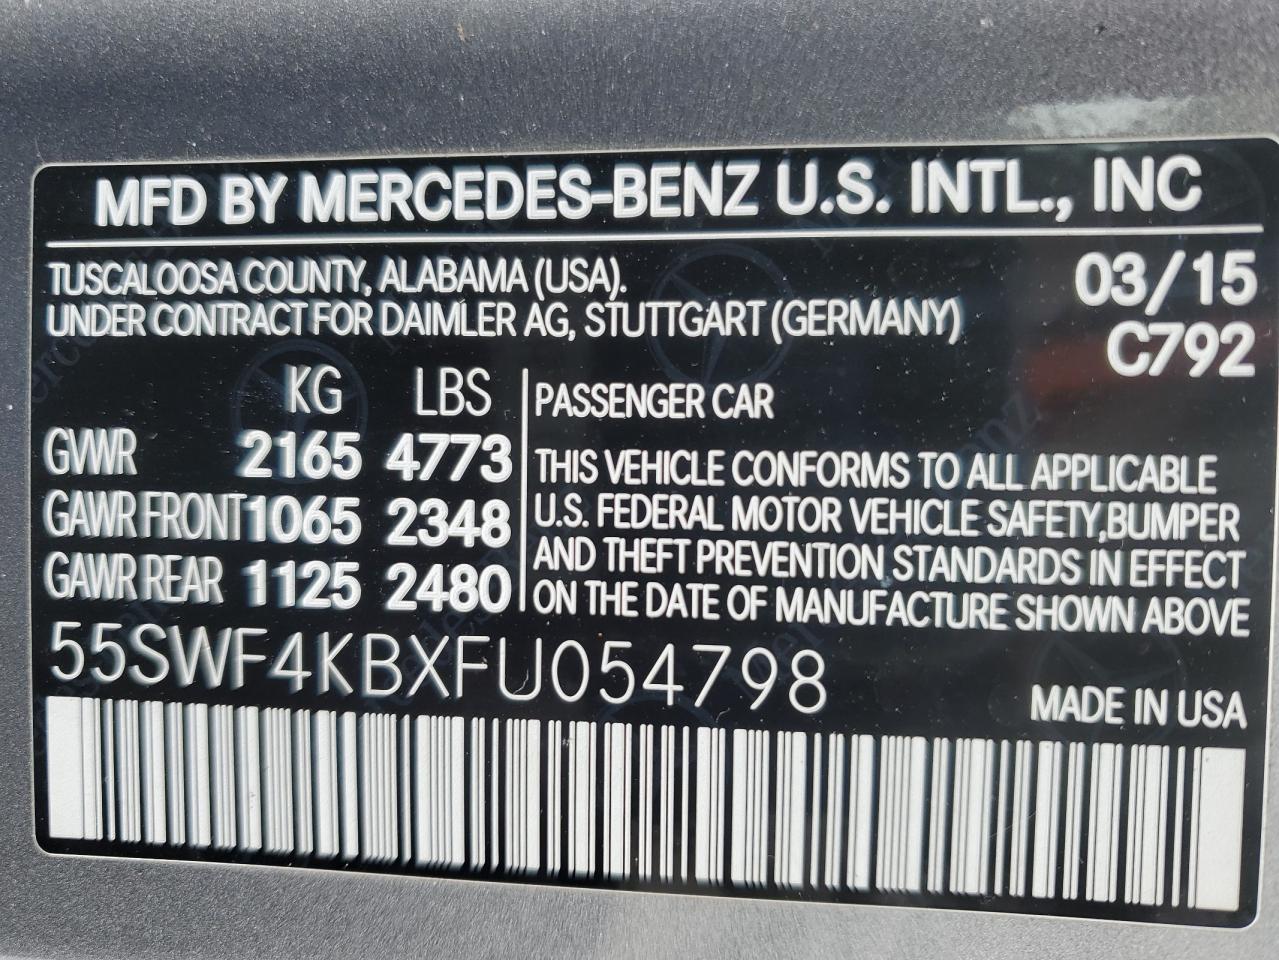 MFD BY MERCEDES-BENZ U.S. INTL., INC
TUSCALOOSA COUNTY, ALABAMA (USA).
UNDER CONTRACT FOR DAIMLER AG, STUTTGART (GERMANY)
03/15
C792
KG LBS
GVWR 2165 4773
GAWR FRONT 1065 2348
GAWR REAR 1125 2480
PASSENGER CAR
THIS VEHICLE CONFORMS TO ALL APPLICABLE
U.S. FEDERAL MOTOR VEHICLE SAFETY,BUMPER
AND THEFT PREVENTION STANDARDS IN EFFECT
ON THE DATE OF MANUFACTURE SHOWN ABOVE
55SWF4KBXFU054798
MADE IN USA